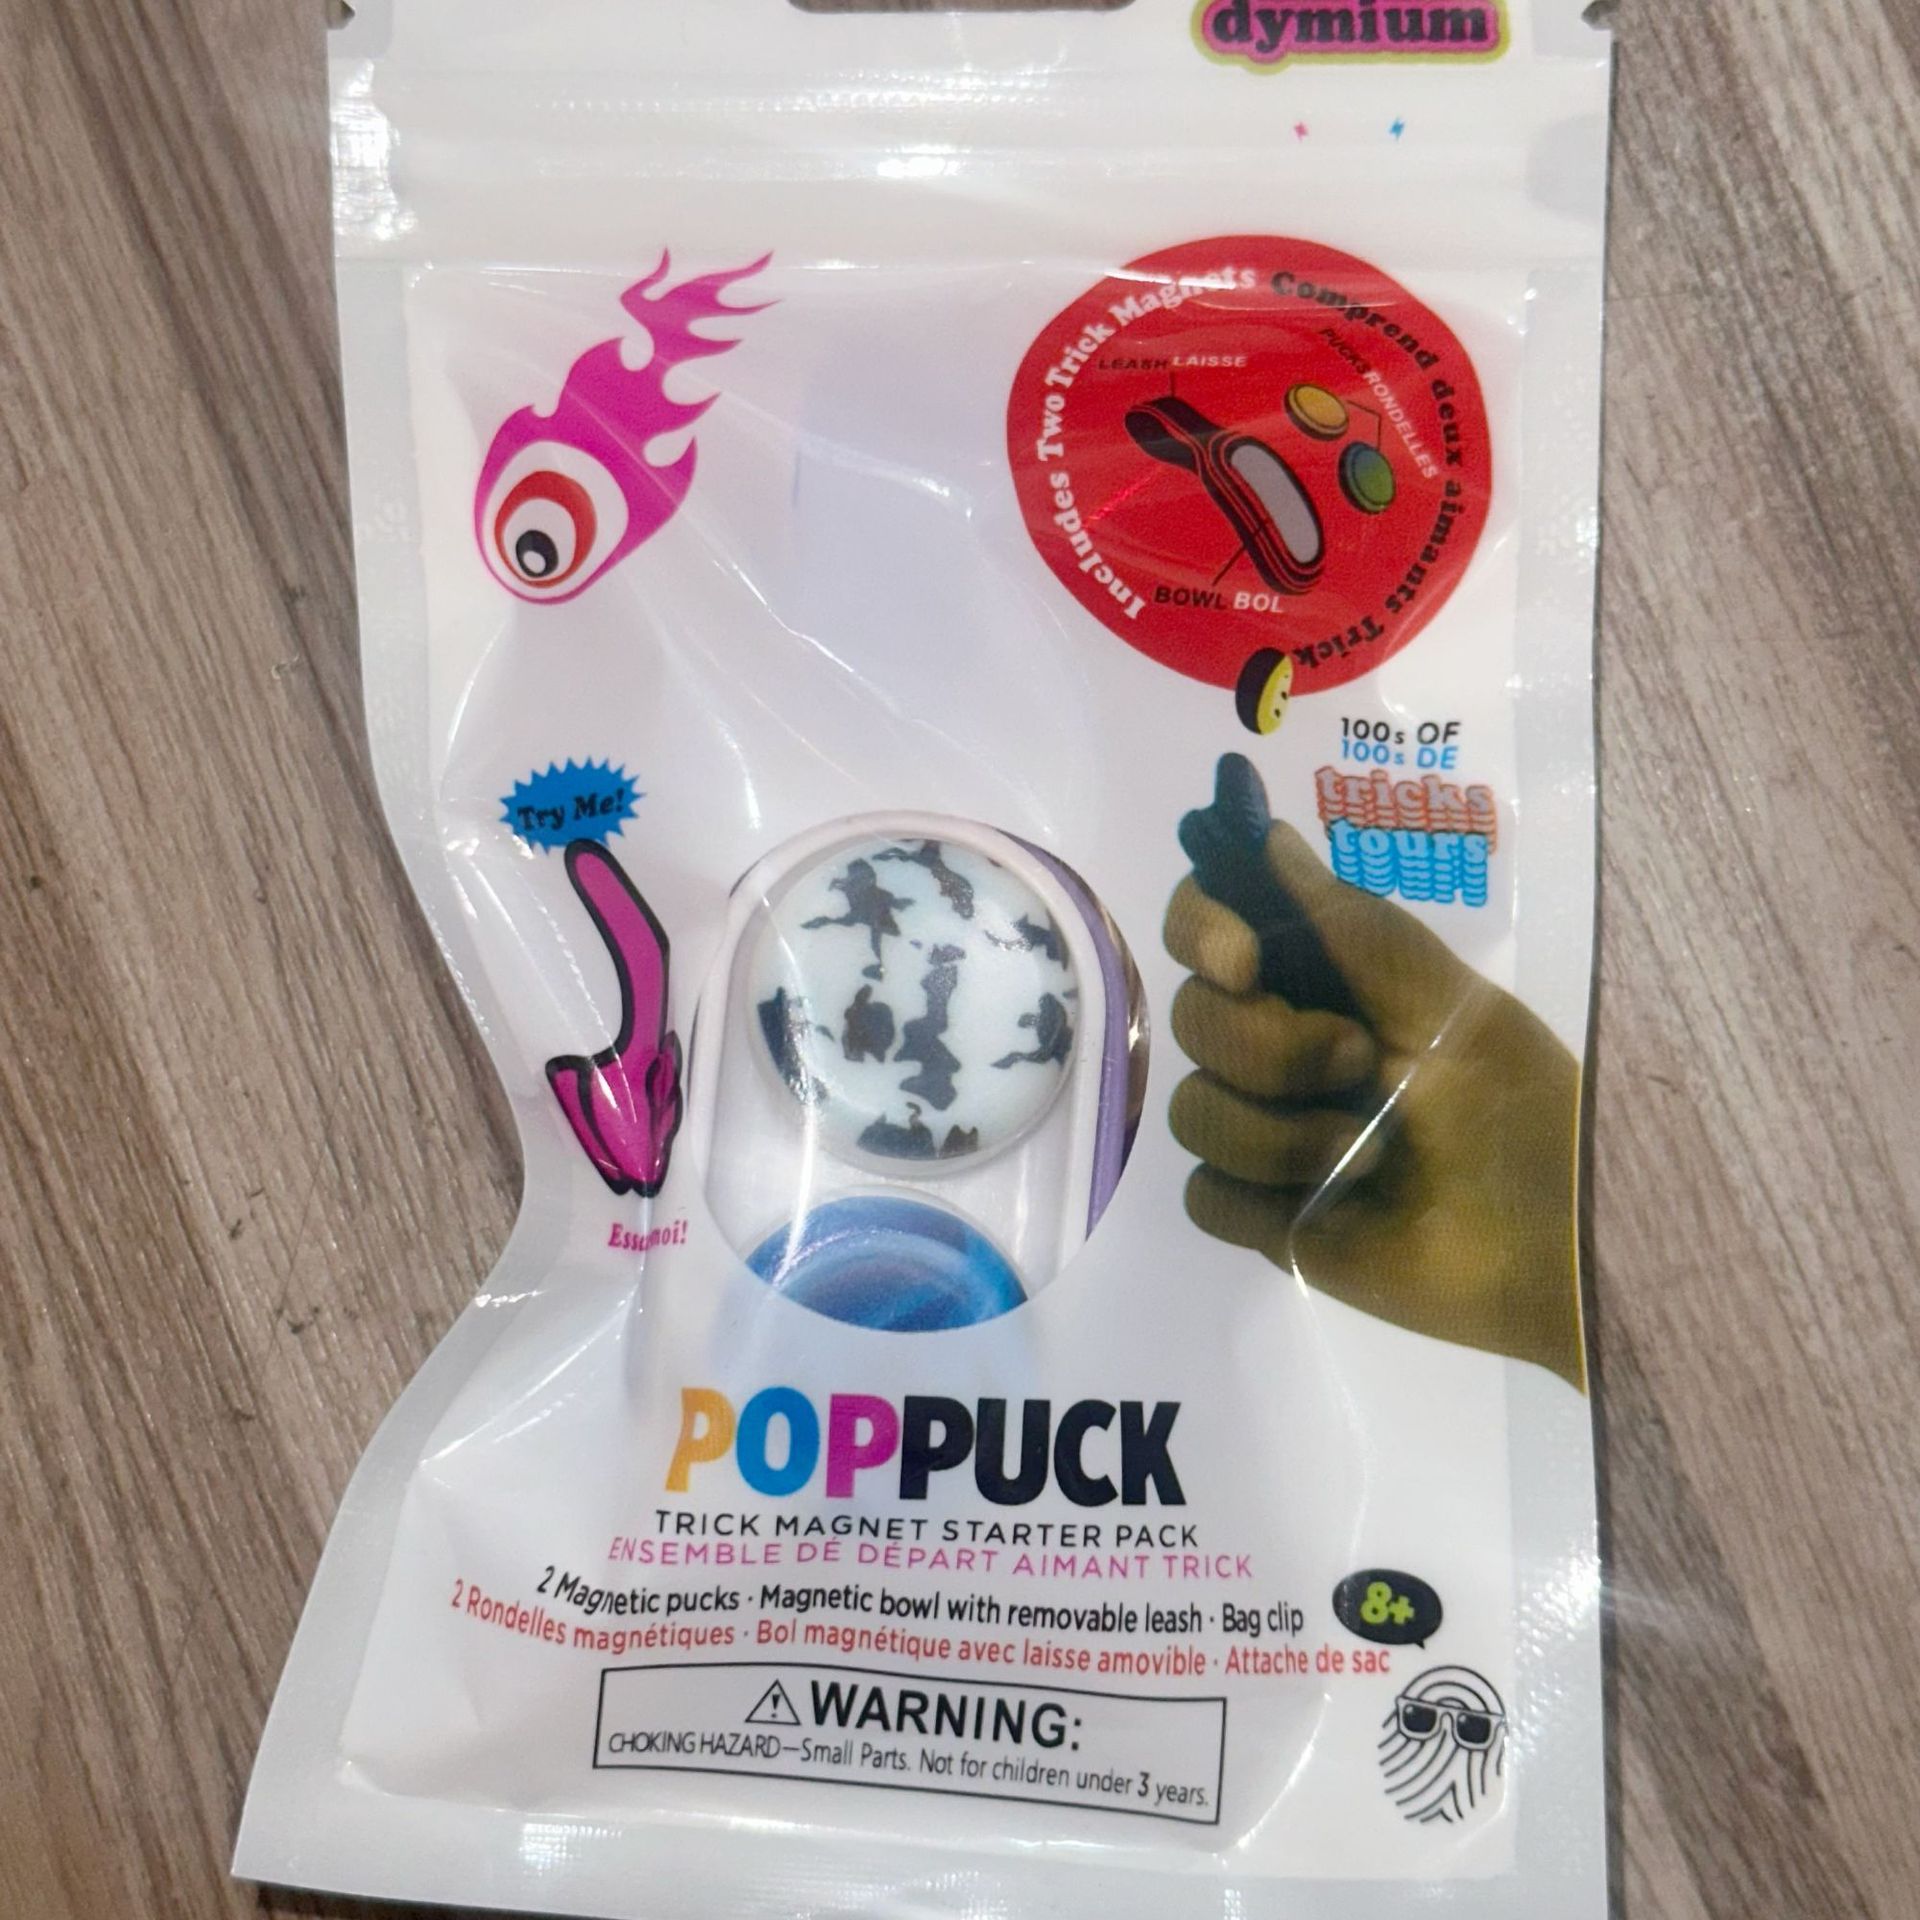 dymium
Includes Two Trick Magnets Comprend deux aimants Trick
LEASH LAISSE
PUCKS RONDELLES
BOWL BOL
100s OF
100s DE
tricks
tours
Try Me!
POPPUCK
TRICK MAGNET STARTER PACK
ENSEMBLE DE DÉPART AIMANT TRICK
2 Magnetic pucks · Magnetic bowl with removable leash · Bag clip
2 Rondelles magnétiques · Bol magnétique avec laisse amovible · Attache de sac
8+
WARNING:
CHOKING HAZARD—Small Parts. Not for children under 3 years.